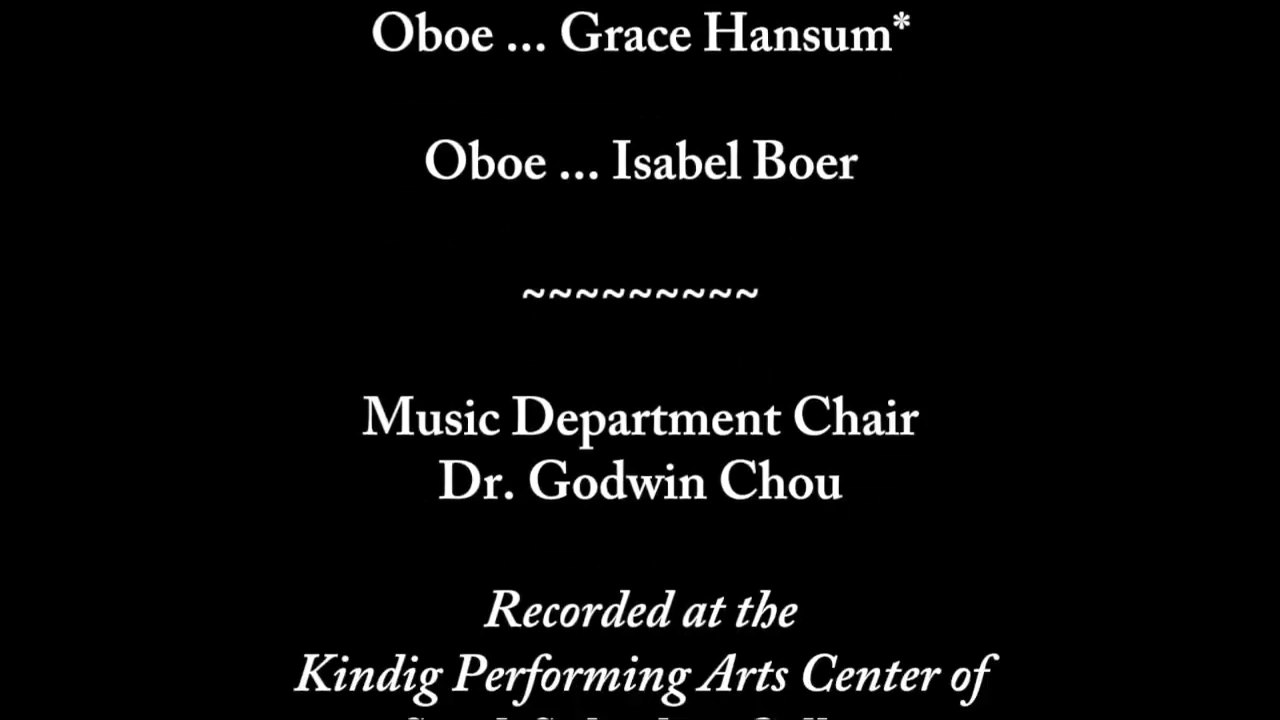 Oboe ... Grace Hansum*
Oboe ... Isabel Boer
~~~~~~~~~
Music Department Chair
Dr. Godwin Chou
Recorded at the
Kindig Performing Arts Center of